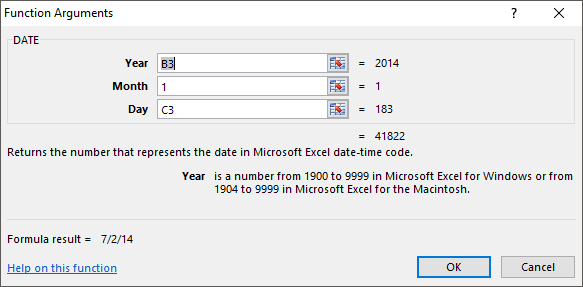 Function Arguments ? ×
DATE
Year B3 = 2014
Month 1 = 1
Day C3 = 183
= 41822
Returns the number that represents the date in Microsoft Excel date-time code.
Year is a number from 1900 to 9999 in Microsoft Excel for Windows or from
1904 to 9999 in Microsoft Excel for the Macintosh.
Formula result = 7/2/14
Help on this function OK Cancel